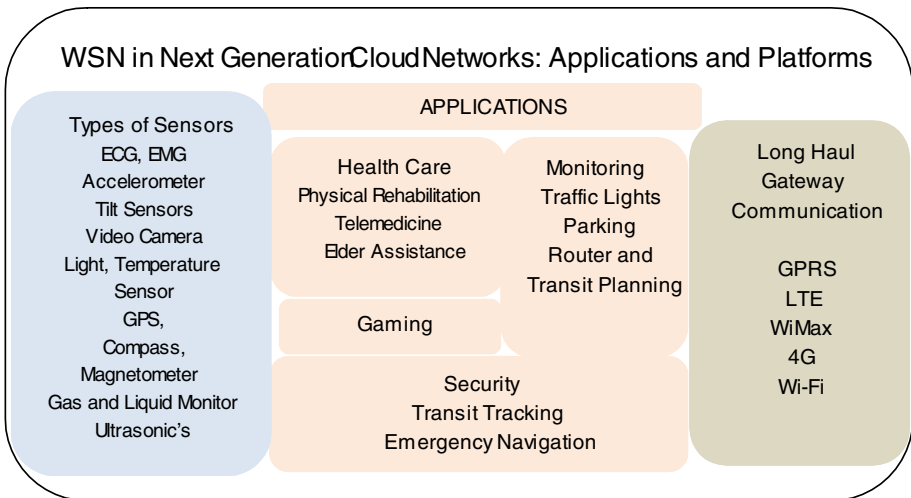 WSN in Next GenerationCloudNetworks: Applications and Platforms
Types of Sensors
ECG, EMG
Accelerometer
Tilt Sensors
Video Camera
Light, Temperature
Sensor
GPS,
Compass,
Magnetometer
Gas and Liquid Monitor
Ultrasonic's
APPLICATIONS
Health Care
Physical Rehabilitation
Telemedicine
Elder Assistance
Gaming
Monitoring
Traffic Lights
Parking
Router and
Transit Planning
Security
Transit Tracking
Emergency Navigation
Long Haul
Gateway
Communication
GPRS
LTE
WiMax
4G
Wi-Fi